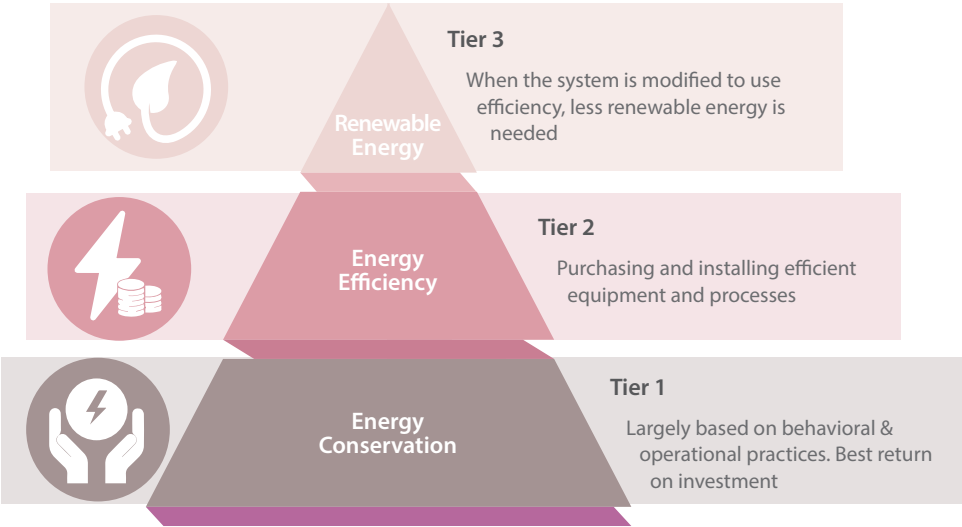 Tier 3
When the system is modified to use
efficiency, less renewable energy is
needed
Renewable
Energy
Tier 2
Purchasing and installing efficient
equipment and processes
Energy
Efficiency
Tier 1
Largely based on behavioral &
operational practices. Best return
on investment
Energy
Conservation